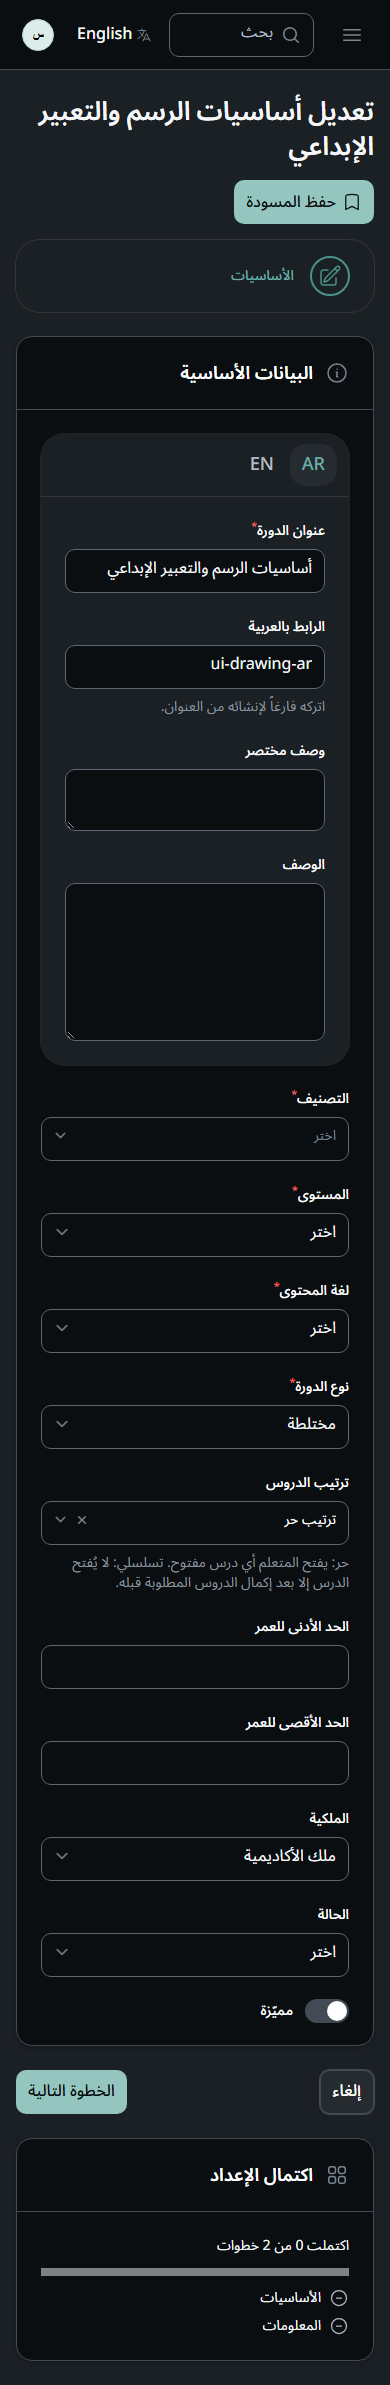 بحث
English
س
تعديل أساسيات الرسم والتعبير
الإبداعي
حفظ المسودة
الأساسيات
البيانات الأساسية
AR
EN
عنوان الدورة*
أساسيات الرسم والتعبير الإبداعي
الرابط بالعربية
ui-drawing-ar
اتركه فارغاً لإنشائه من العنوان.
وصف مختصر
الوصف
التصنيف*
اختر
المستوى*
اختر
لغة المحتوى*
اختر
نوع الدورة*
مختلطة
ترتيب الدروس
ترتيب حر
حر: يفتح المتعلم أي درس مفتوح. تسلسلي: لا يُفتح
الدرس إلا بعد إكمال الدروس المطلوبة قبله.
الحد الأدنى للعمر
الحد الأقصى للعمر
الملكية
ملك الأكاديمية
الحالة
اختر
مميّزة
إلغاء
الخطوة التالية
اكتمال الإعداد
اكتملت 0 من 2 خطوات
الأساسيات
المعلومات